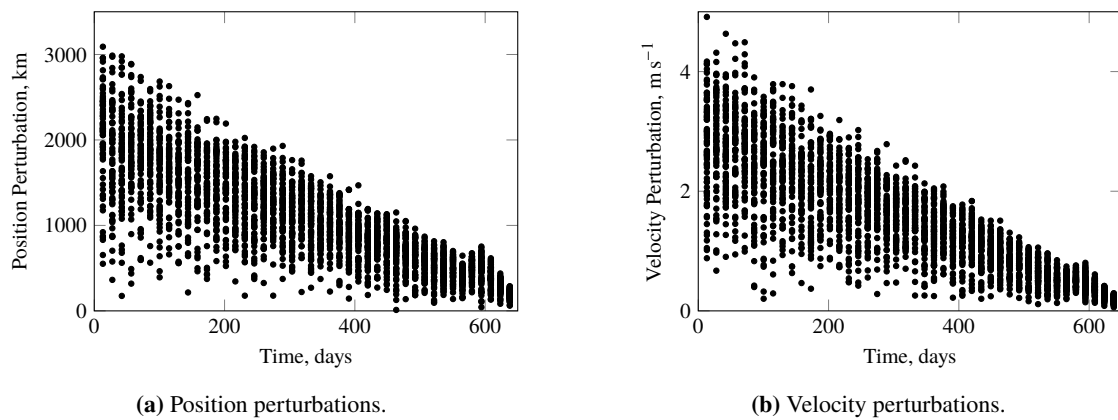 3000
2000
1000
0
0 200 400 600
Position Perturbation, km
Time, days
(a) Position perturbations.
4
2
0
0 200 400 600
Velocity Perturbation, m s⁻¹
Time, days
(b) Velocity perturbations.